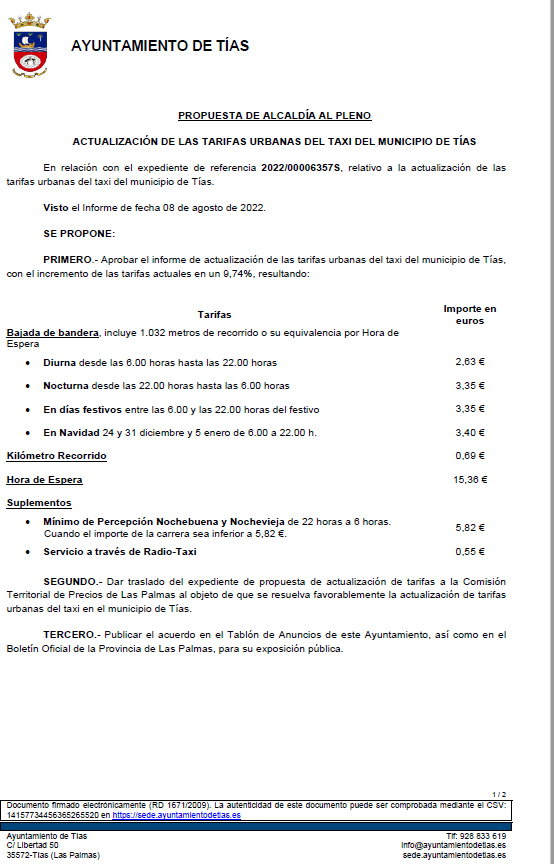 AYUNTAMIENTO DE TÍAS
PROPUESTA DE ALCALDÍA AL PLENO
ACTUALIZACIÓN DE LAS TARIFAS URBANAS DEL TAXI DEL MUNICIPIO DE TÍAS
En relación con el expediente de referencia 2022/00006357S, relativo a la actualización de las
tarifas urbanas del taxi del municipio de Tías.
Visto el Informe de fecha 08 de agosto de 2022.
SE PROPONE:
PRIMERO.- Aprobar el informe de actualización de las tarifas urbanas del taxi del municipio de Tías,
con el incremento de las tarifas actuales en un 9,74%, resultando:
Tarifas Importe en
euros
Bajada de bandera, incluye 1.032 metros de recorrido o su equivalencia por Hora de
Espera
• Diurna desde las 6.00 horas hasta las 22.00 horas 2,63 €
• Nocturna desde las 22.00 horas hasta las 6.00 horas 3,35 €
• En días festivos entre las 6.00 y las 22.00 horas del festivo 3,35 €
• En Navidad 24 y 31 diciembre y 5 enero de 6.00 a 22.00 h. 3,40 €
Kilómetro Recorrido 0,69 €
Hora de Espera 15,36 €
Suplementos
• Mínimo de Percepción Nochebuena y Nochevieja de 22 horas a 6 horas.
Cuando el importe de la carrera sea inferior a 5,82 €. 5,82 €
• Servicio a través de Radio-Taxi 0,55 €
SEGUNDO.- Dar traslado del expediente de propuesta de actualización de tarifas a la Comisión
Territorial de Precios de Las Palmas al objeto de que se resuelva favorablemente la actualización de tarifas
urbanas del taxi en el municipio de Tías.
TERCERO.- Publicar el acuerdo en el Tablón de Anuncios de este Ayuntamiento, así como en el
Boletín Oficial de la Provincia de Las Palmas, para su exposición pública.
1 / 2
Documento firmado electrónicamente (RD 1671/2009). La autenticidad de este documento puede ser comprobada mediante el CSV:
14157734456365265520 en https://sede.ayuntamientodetias.es
Ayuntamiento de Tías Tlf: 928 833 619
C/ Libertad 50 info@ayuntamientodetias.es
35572-Tías (Las Palmas) sede.ayuntamientodetias.es